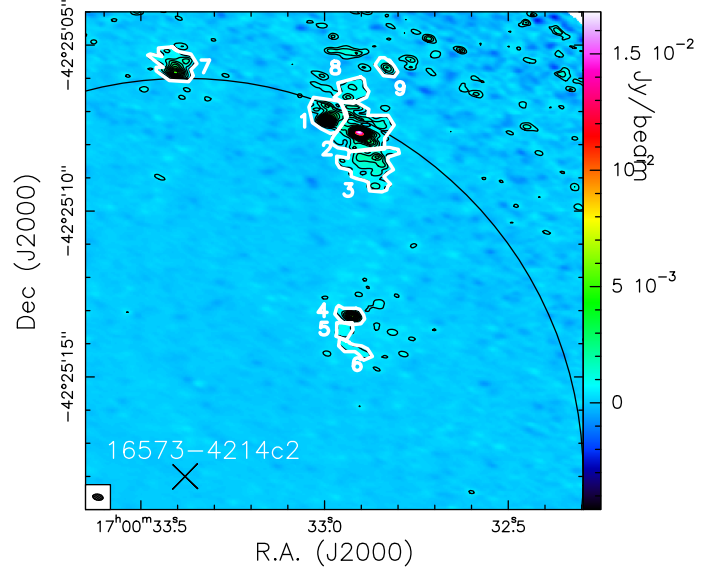 −42°25'05''
−42°25'10''
−42°25'15''
Dec (J2000)
7
8
9
1
2
3
4
5
6
16573−4214c2
17ʰ00ᵐ33ˢ.5
33ˢ.0
32.5
R.A. (J2000)
1.5 10⁻²
10⁻²
5 10⁻³
0
Jy/beam